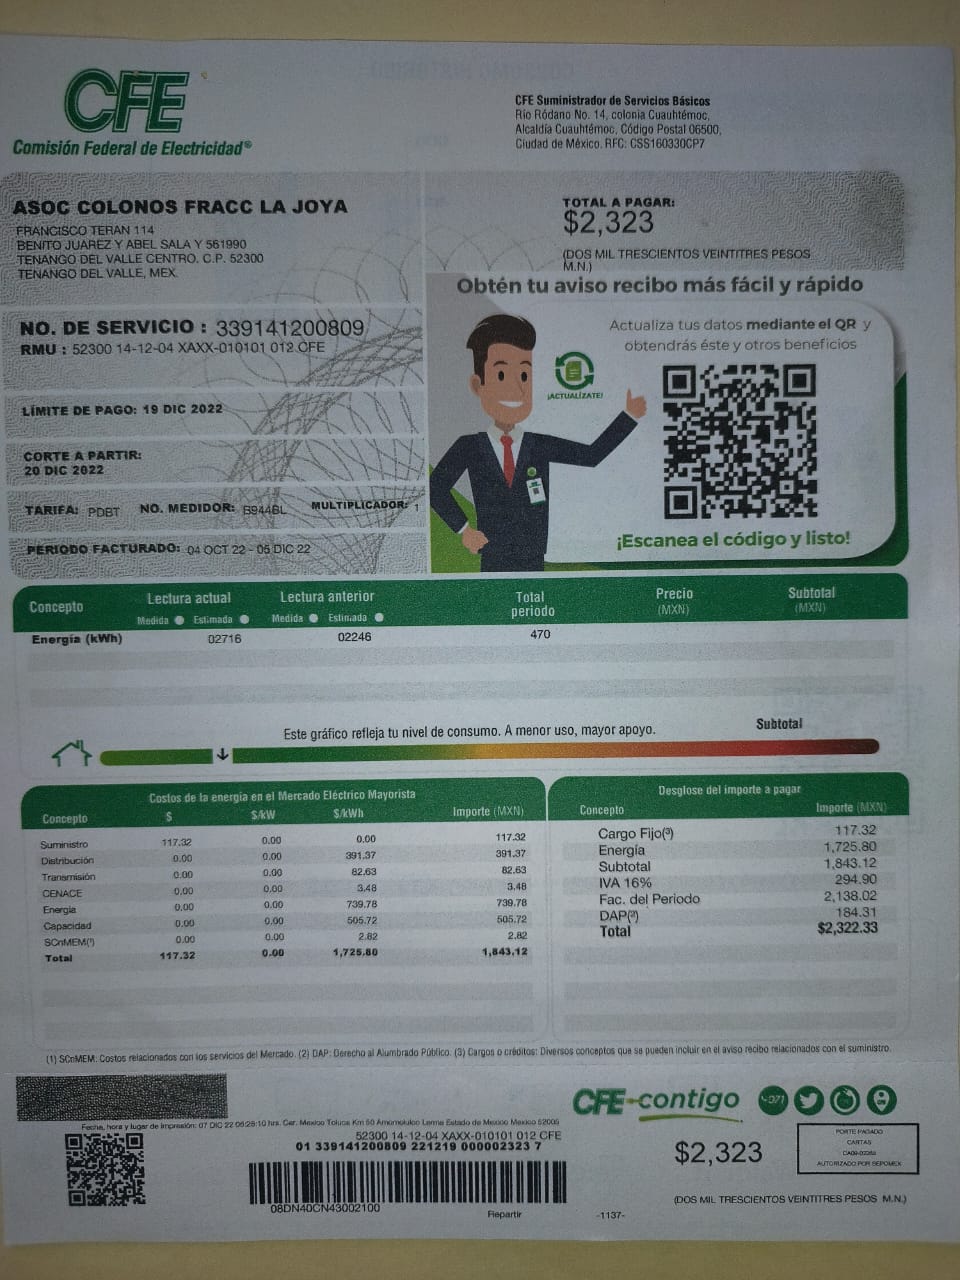 CFE
Comisión Federal de Electricidad®
CFE Suministrador de Servicios Básicos
Río Ródano No. 14, colonia Cuauhtémoc,
Alcaldía Cuauhtémoc, Código Postal 06500,
Ciudad de México. RFC: CSS160330CP7
ASOC COLONOS FRACC LA JOYA
FRANCISCO TERAN 114
BENITO JUAREZ Y ABEL SALA Y 561990
TENANGO DEL VALLE CENTRO. C.P. 52300
TENANGO DEL VALLE, MEX.
TOTAL A PAGAR:
$2,323
(DOS MIL TRESCIENTOS VEINTITRES PESOS
M.N.)
NO. DE SERVICIO : 339141200809
RMU : 52300 14-12-04 XAXX-010101 012 CFE
LÍMITE DE PAGO: 19 DIC 2022
CORTE A PARTIR:
20 DIC 2022
TARIFA: PDBT NO. MEDIDOR: B944BL MULTIPLICADOR: 1
PERIODO FACTURADO: 04 OCT 22 - 05 DIC 22
Obtén tu aviso recibo más fácil y rápido
Actualiza tus datos mediante el QR y
obtendrás éste y otros beneficios
¡ACTUALÍZATE!
¡Escanea el código y listo!
Concepto Lectura actual Lectura anterior Total periodo Precio (MXN) Subtotal (MXN)
Medida Estimada Medida Estimada
Energía (kWh) 02716 02246 470
Este gráfico refleja tu nivel de consumo. A menor uso, mayor apoyo.
Subtotal
Costos de la energía en el Mercado Eléctrico Mayorista
Concepto $ $/kW $/kWh Importe (MXN)
Suministro 117.32 0.00 0.00 117.32
Distribución 0.00 0.00 391.37 391.37
Transmisión 0.00 0.00 82.63 82.63
CENACE 0.00 0.00 3.48 3.48
Energía 0.00 0.00 739.78 739.78
Capacidad 0.00 0.00 505.72 505.72
SCnMEM(¹) 0.00 0.00 2.82 2.82
Total 117.32 0.00 1,725.80 1,843.12
Desglose del importe a pagar
Concepto Importe (MXN)
Cargo Fijo(³) 117.32
Energía 1,725.80
Subtotal 1,843.12
IVA 16% 294.90
Fac. del Periodo 2,138.02
DAP(²) 184.31
Total $2,322.33
(1) SCnMEM: Costos relacionados con los servicios del Mercado. (2) DAP: Derecho al Alumbrado Público. (3) Cargos o créditos: Diversos conceptos que se pueden incluir en el aviso recibo relacionados con el suministro.
CFE-contigo
071
Fecha, hora y lugar de impresión: 07 DIC 22 Car. Mexico Toluca Km 50 Amomolulco Lerma Estado de Mexico Mexico 52005
52300 14-12-04 XAXX-010101 012 CFE
01 339141200809 221219 000002323 7
08DN40CN43002100
Repartir
-1137-
$2,323
(DOS MIL TRESCIENTOS VEINTITRES PESOS M.N.)
PORTE PAGADO
CARTAS
AUTORIZADO POR SEPOMEX